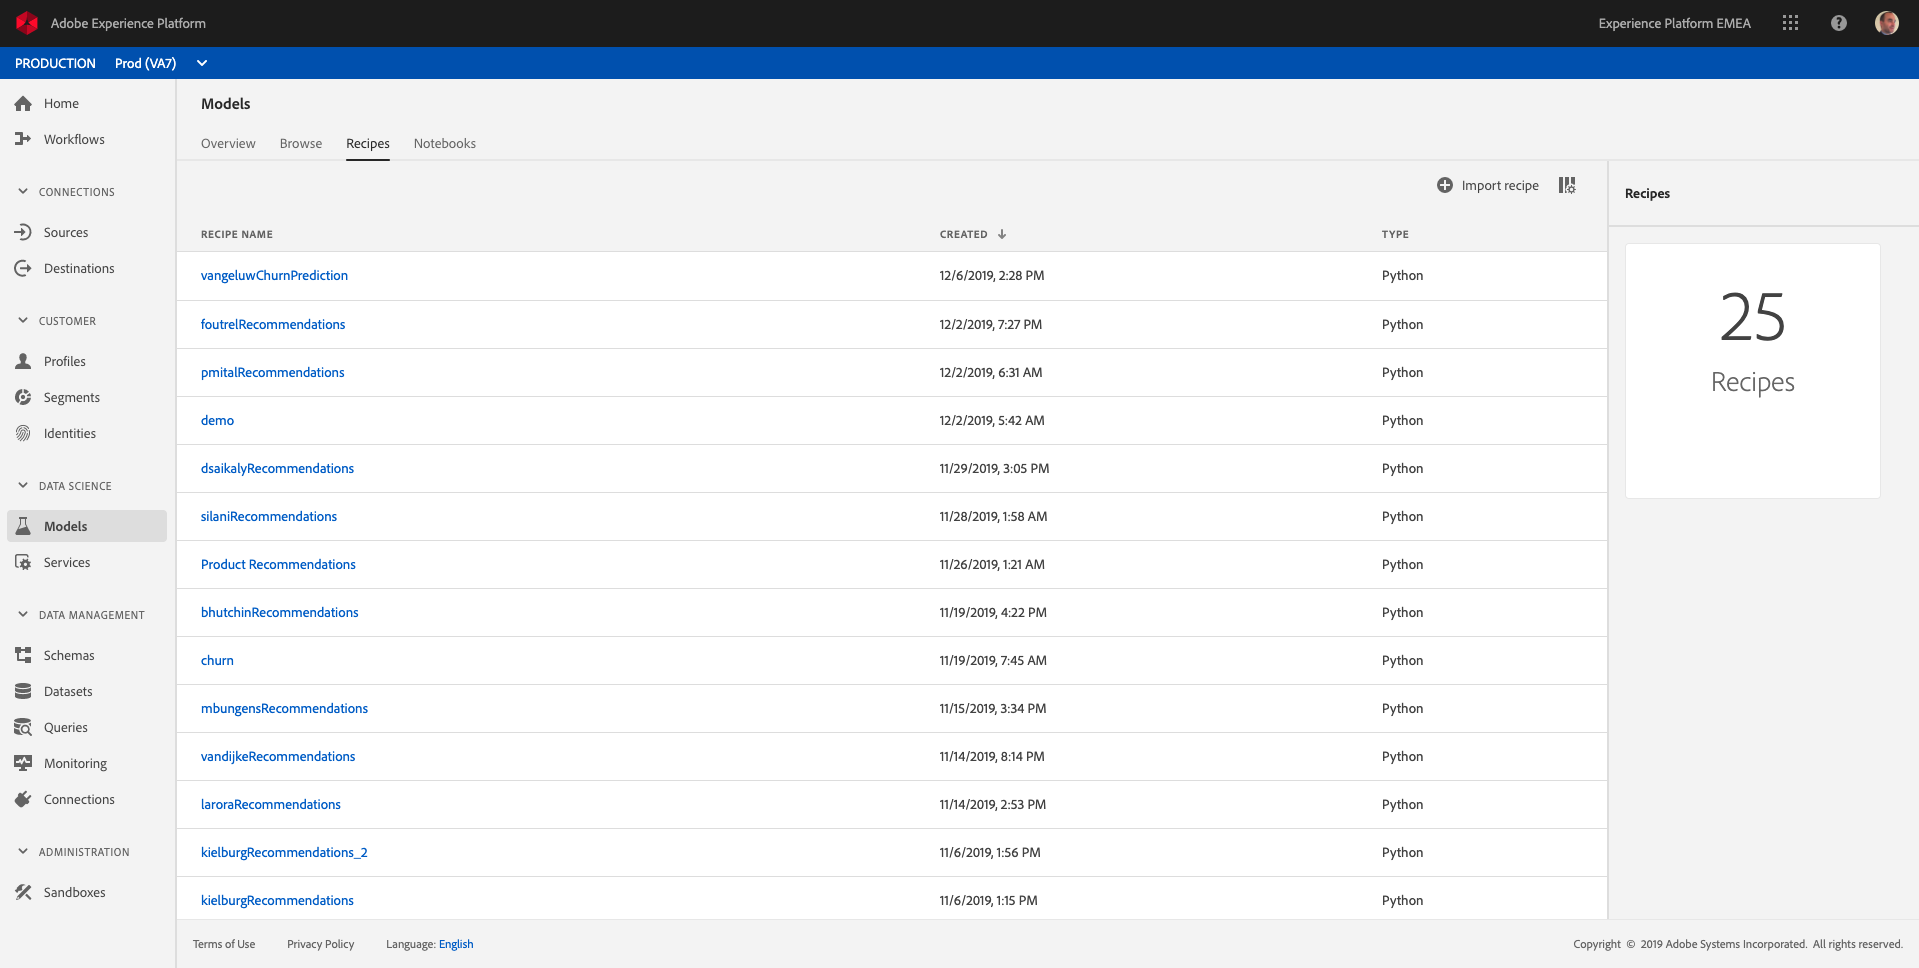 Adobe Experience Platform
Experience Platform EMEA
PRODUCTION Prod (VA7)
Home
Workflows
CONNECTIONS
Sources
Destinations
CUSTOMER
Profiles
Segments
Identities
DATA SCIENCE
Models
Services
DATA MANAGEMENT
Schemas
Datasets
Queries
Monitoring
Connections
ADMINISTRATION
Sandboxes
Models
Overview Browse Recipes Notebooks
Import recipe
RECIPE NAME CREATED TYPE
vangeluwChurnPrediction 12/6/2019, 2:28 PM Python
foutrelRecommendations 12/2/2019, 7:27 PM Python
pmitalRecommendations 12/2/2019, 6:31 AM Python
demo 12/2/2019, 5:42 AM Python
dsaikalyRecommendations 11/29/2019, 3:05 PM Python
silaniRecommendations 11/28/2019, 1:58 AM Python
Product Recommendations 11/26/2019, 1:21 AM Python
bhutchinRecommendations 11/19/2019, 4:22 PM Python
churn 11/19/2019, 7:45 AM Python
mbungensRecommendations 11/15/2019, 3:34 PM Python
vandijkeRecommendations 11/14/2019, 8:14 PM Python
laroraRecommendations 11/14/2019, 2:53 PM Python
kielburgRecommendations_2 11/6/2019, 1:56 PM Python
kielburgRecommendations 11/6/2019, 1:15 PM Python
Recipes
25
Recipes
Terms of Use Privacy Policy Language: English
Copyright © 2019 Adobe Systems Incorporated. All rights reserved.